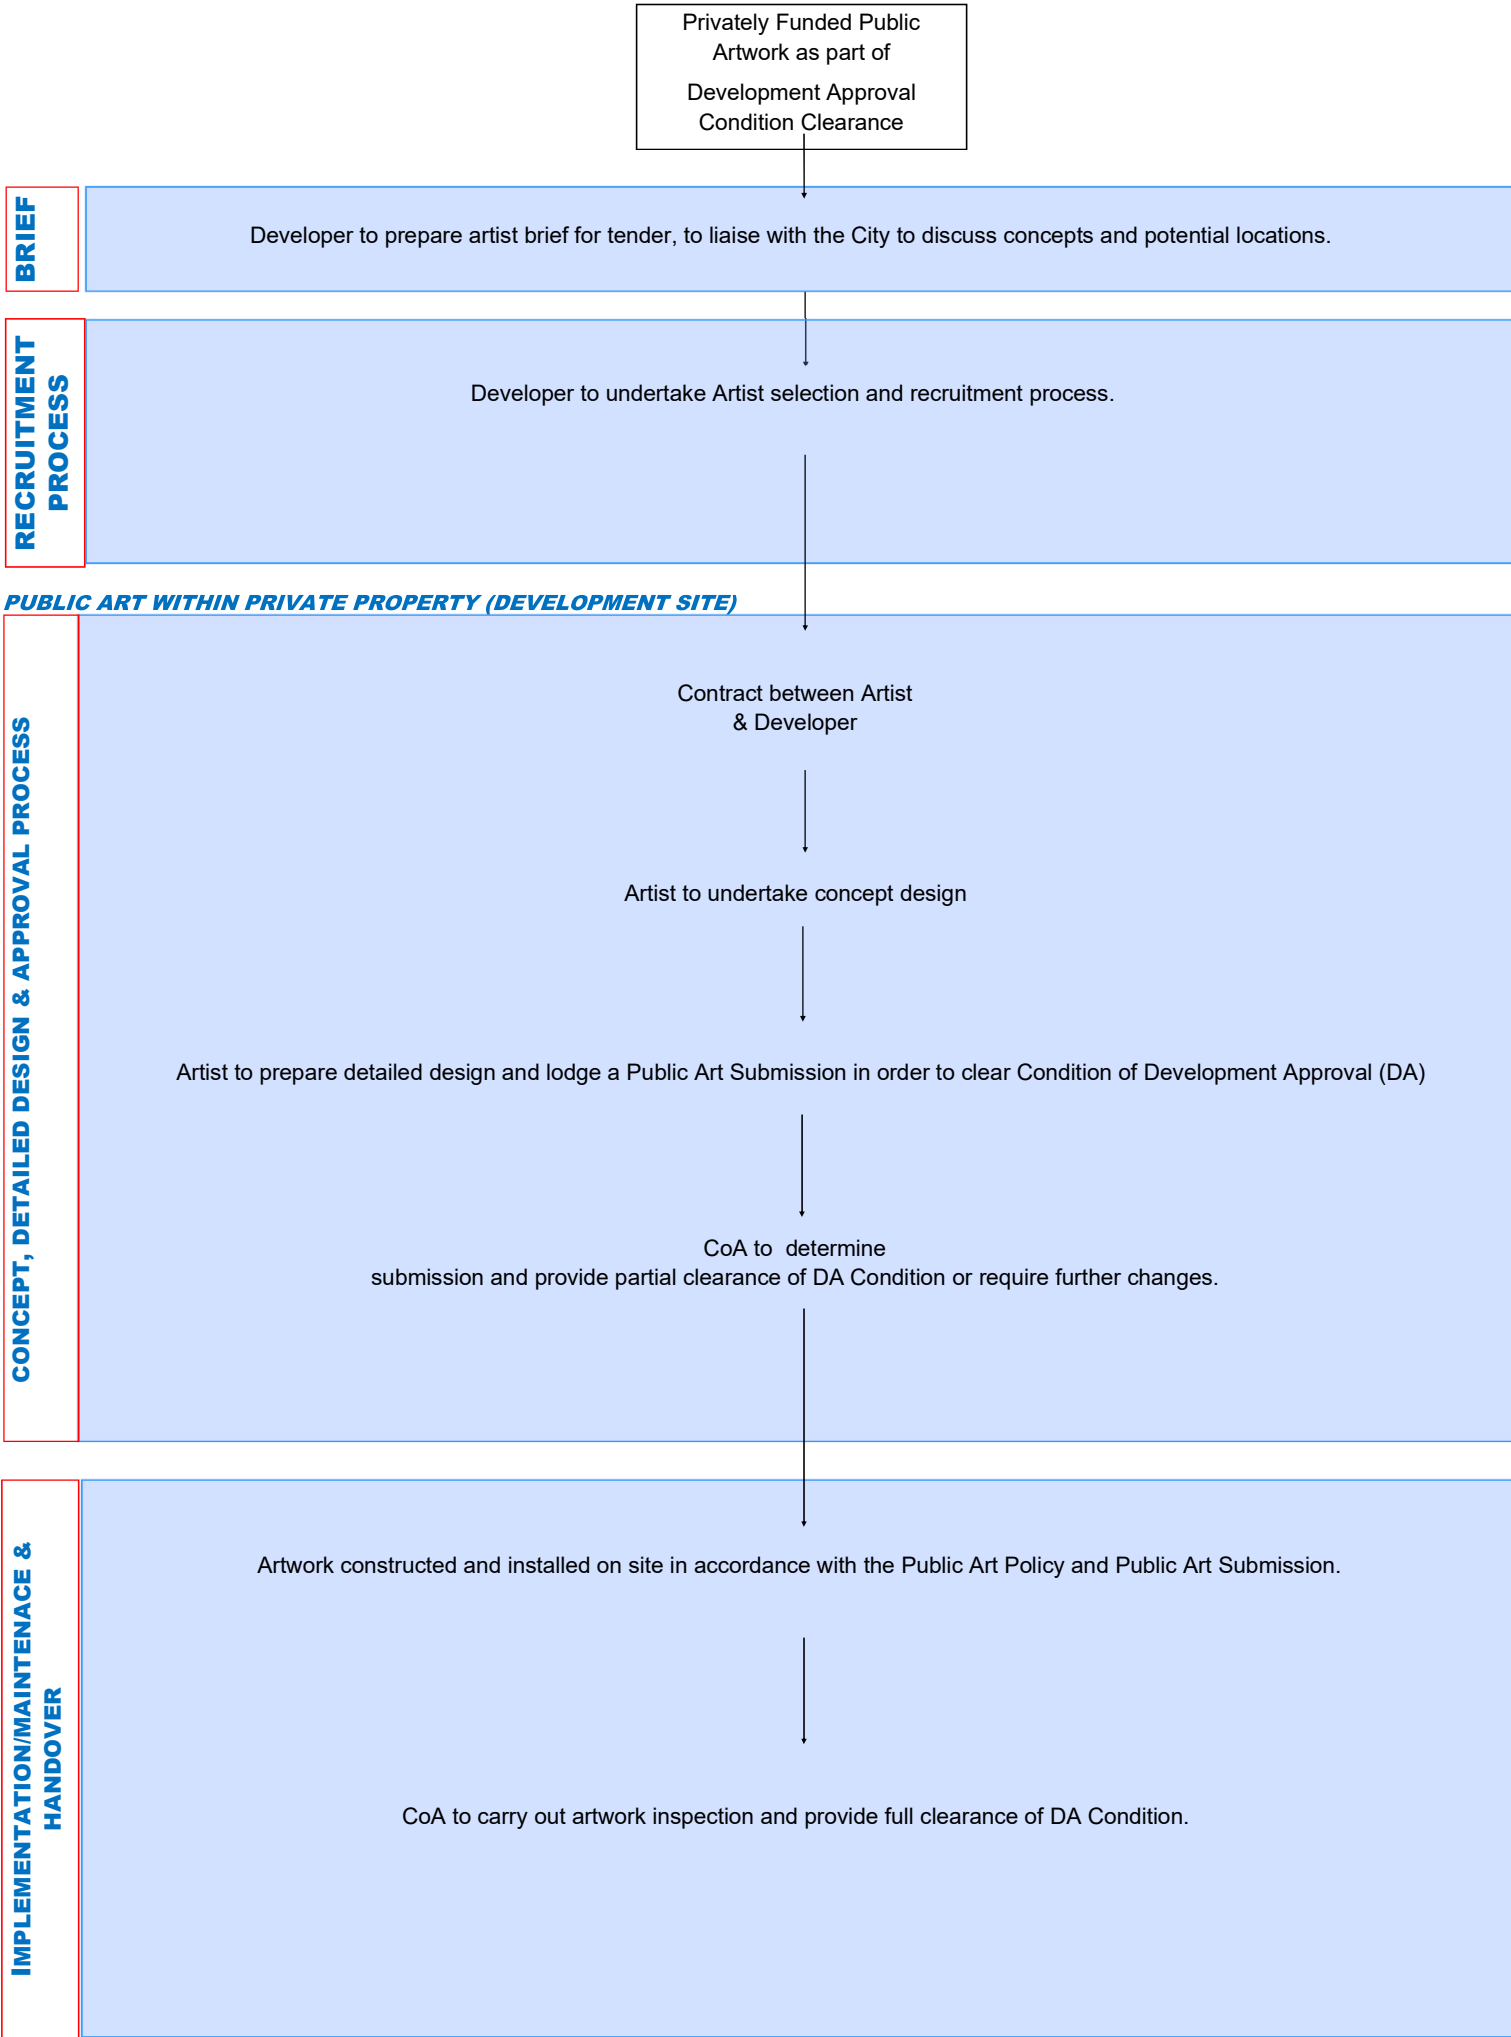 Privately Funded Public
Artwork as part of
Development Approval
Condition Clearance
BRIEF
Developer to prepare artist brief for tender, to liaise with the City to discuss concepts and potential locations.
RECRUITMENT
PROCESS
Developer to undertake Artist selection and recruitment process.
PUBLIC ART WITHIN PRIVATE PROPERTY (DEVELOPMENT SITE)
CONCEPT, DETAILED DESIGN & APPROVAL PROCESS
Contract between Artist
& Developer
Artist to undertake concept design
Artist to prepare detailed design and lodge a Public Art Submission in order to clear Condition of Development Approval (DA)
CoA to  determine
submission and provide partial clearance of DA Condition or require further changes.
IMPLEMENTATION/MAINTENACE &
HANDOVER
Artwork constructed and installed on site in accordance with the Public Art Policy and Public Art Submission.
CoA to carry out artwork inspection and provide full clearance of DA Condition.